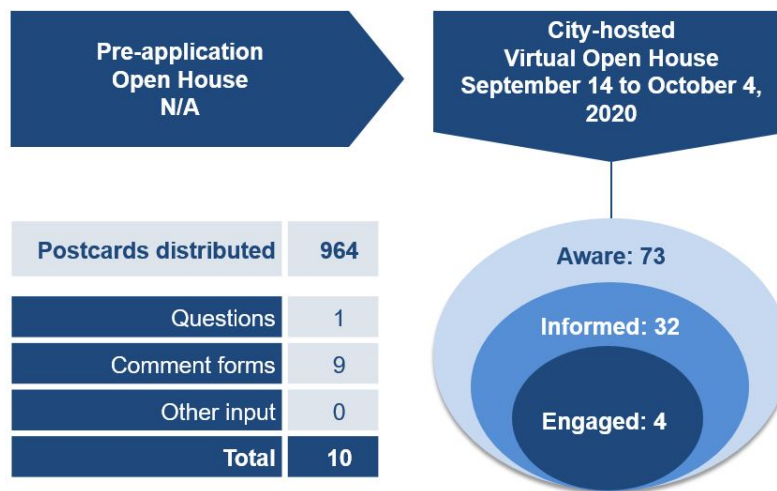 Pre-application
Open House
N/A
City-hosted
Virtual Open House
September 14 to October 4,
2020
Postcards distributed 964
Questions 1
Comment forms 9
Other input 0
Total 10
Aware: 73
Informed: 32
Engaged: 4